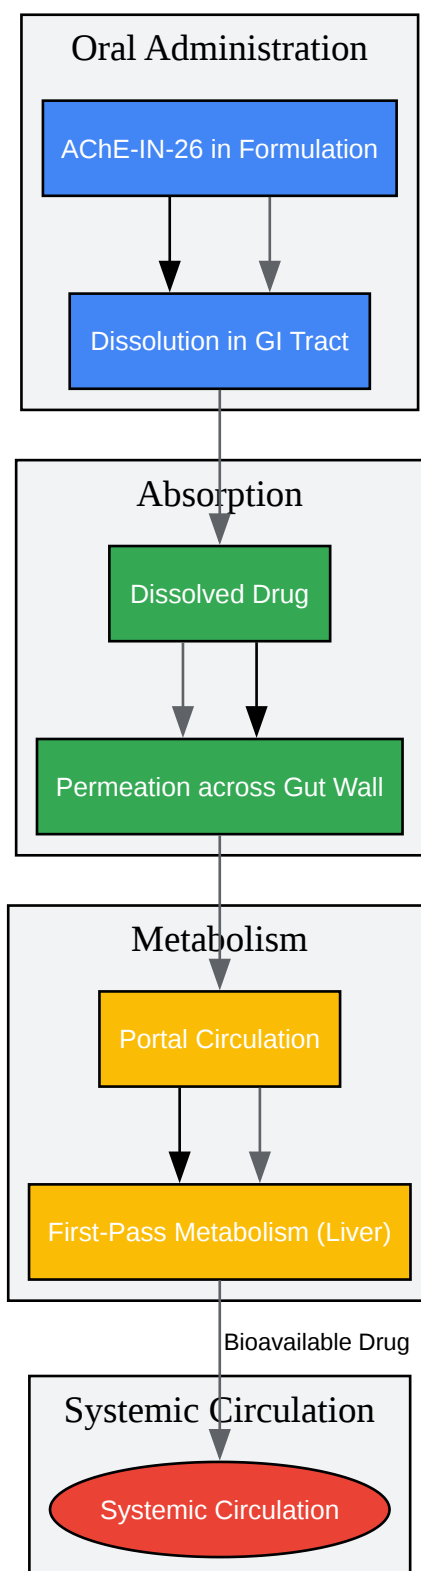 Oral Administration
AChE-IN-26 in Formulation
Dissolution in GI Tract
Absorption
Dissolved Drug
Permeation across Gut Wall
Metabolism
Portal Circulation
First-Pass Metabolism (Liver)
Bioavailable Drug
Systemic Circulation
Systemic Circulation